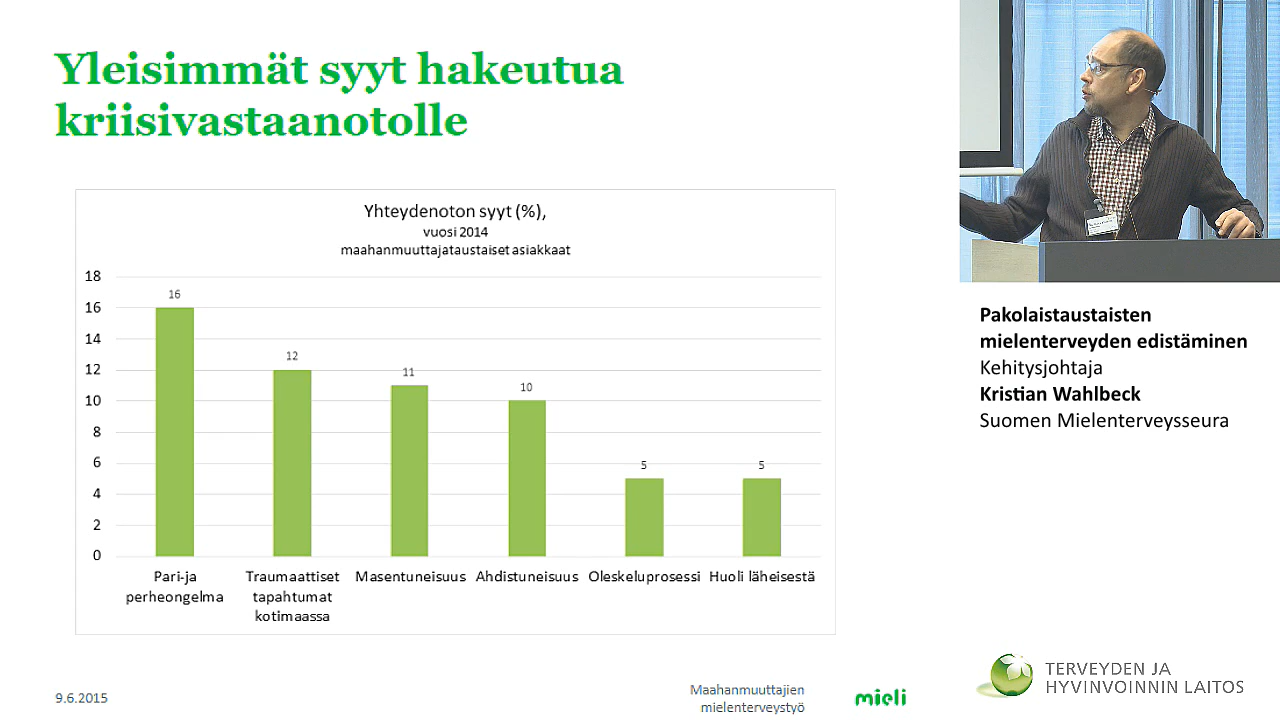 Yleisimmät syyt hakeutua
kriisivastaanotolle
Yhteydenoton syyt (%),
vuosi 2014
maahanmuuttajataustaiset asiakkaat
18
16
14
12
10
8
6
4
2
0
16
12
11
10
5
5
Pari-ja
perheongelma
Traumaattiset
tapahtumat
kotimaassa
Masentuneisuus
Ahdistuneisuus
Oleskeluprosessi
Huoli läheisestä
9.6.2015
Maahanmuuttajien
mielenterveystyö
mieli
Pakolaistaustaisten
mielenterveyden edistäminen
Kehitysjohtaja
Kristian Wahlbeck
Suomen Mielenterveysseura
TERVEYDEN JA
HYVINVOINNIN LAITOS